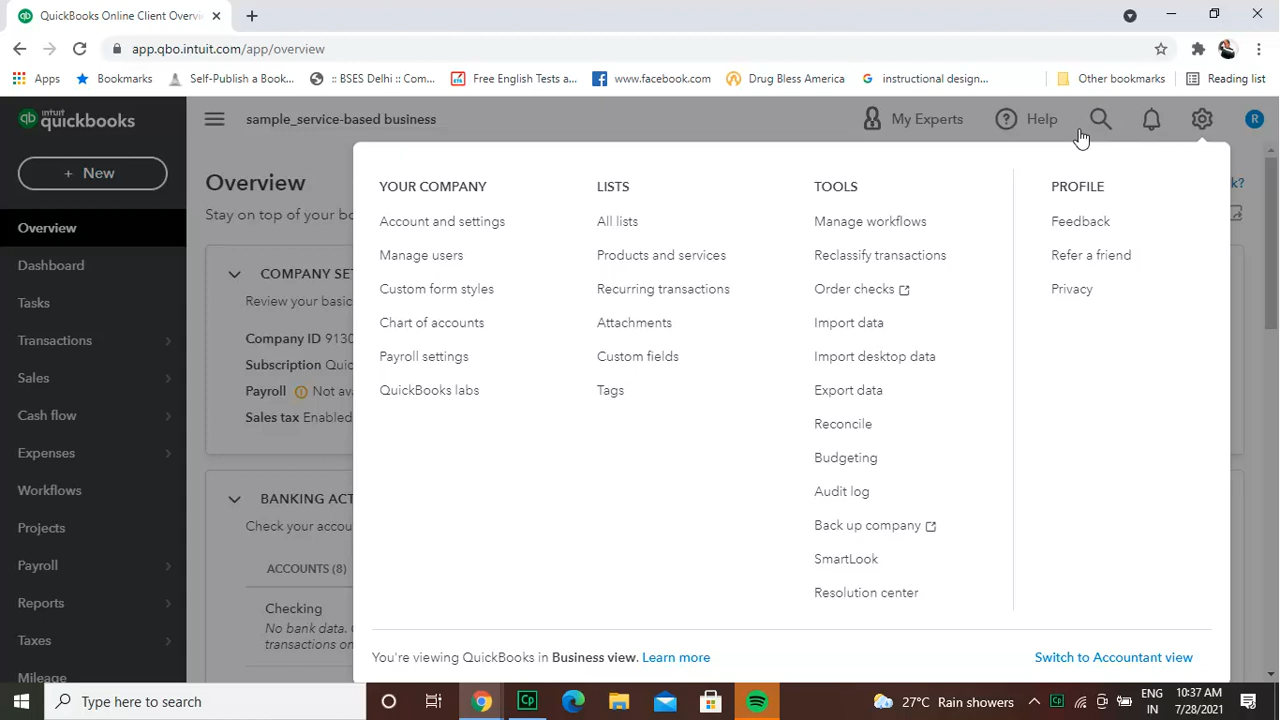 QuickBooks Online Client Overvi
app.qbo.intuit.com/app/overview
Apps
Bookmarks
Self-Publish a Book...
:: BSES Delhi :: Com...
Free English Tests a...
www.facebook.com
Drug Bless America
instructional design...
Other bookmarks
Reading list
intuit
quickbooks
sample_service-based business
My Experts
Help
R
+ New
Overview
Dashboard
Tasks
Transactions
Sales
Cash flow
Expenses
Workflows
Projects
Payroll
Reports
Taxes
Mileage
Overview
Stay on top of your bo
k?
COMPANY SE
Review your basic
Company ID 9130
Subscription Quic
Payroll Not ava
Sales tax Enabled
BANKING ACT
Check your accou
ACCOUNTS (8)
Checking
No bank data.
transactions on
YOUR COMPANY
Account and settings
Manage users
Custom form styles
Chart of accounts
Payroll settings
QuickBooks labs
LISTS
All lists
Products and services
Recurring transactions
Attachments
Custom fields
Tags
TOOLS
Manage workflows
Reclassify transactions
Order checks
Import data
Import desktop data
Export data
Reconcile
Budgeting
Audit log
Back up company
SmartLook
Resolution center
PROFILE
Feedback
Refer a friend
Privacy
You're viewing QuickBooks in Business view. Learn more
Switch to Accountant view
Type here to search
Cp
27°C Rain showers
Cp
ENG
IN
10:37 AM
7/28/2021